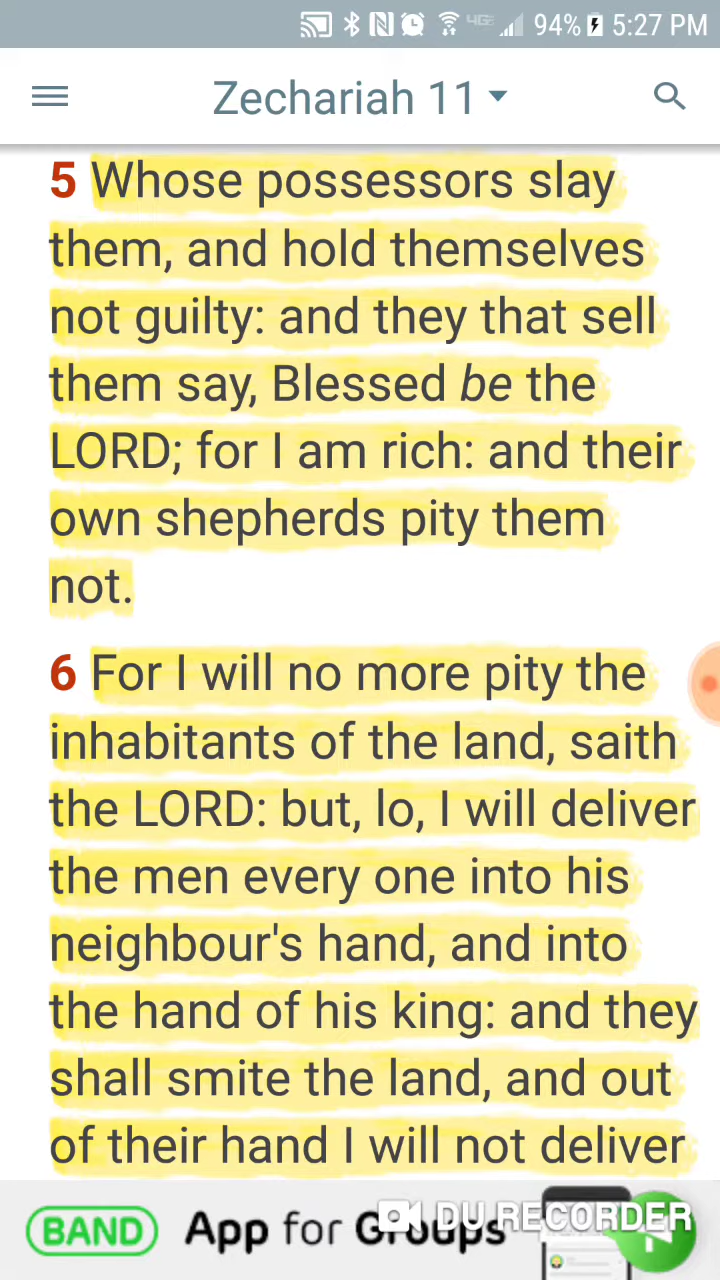 4G 94% 5:27 PM
Zechariah 11
5 Whose possessors slay
them, and hold themselves
not guilty: and they that sell
them say, Blessed be the
LORD; for I am rich: and their
own shepherds pity them
not.
6 For I will no more pity the
inhabitants of the land, saith
the LORD: but, lo, I will deliver
the men every one into his
neighbour's hand, and into
the hand of his king: and they
shall smite the land, and out
of their hand I will not deliver
BAND App for Groups DU RECORDER